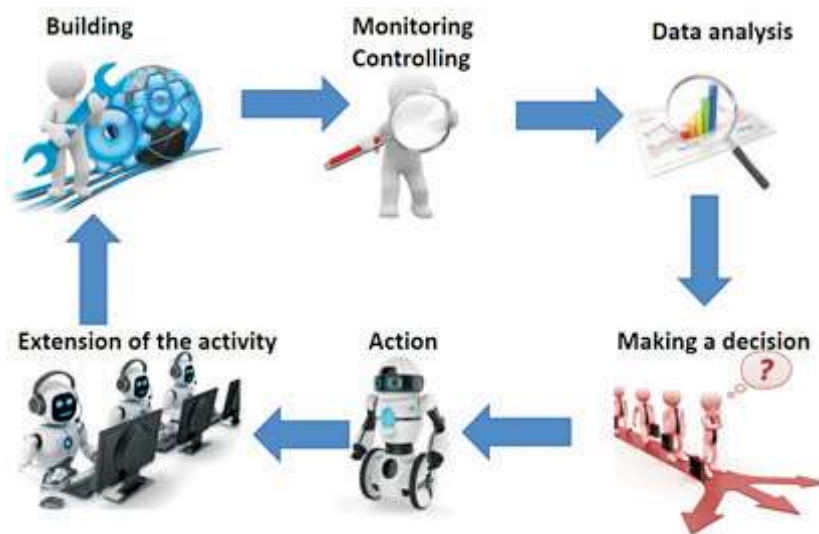 Building
Monitoring
Controlling
Data analysis
Extension of the activity
Action
Making a decision
?